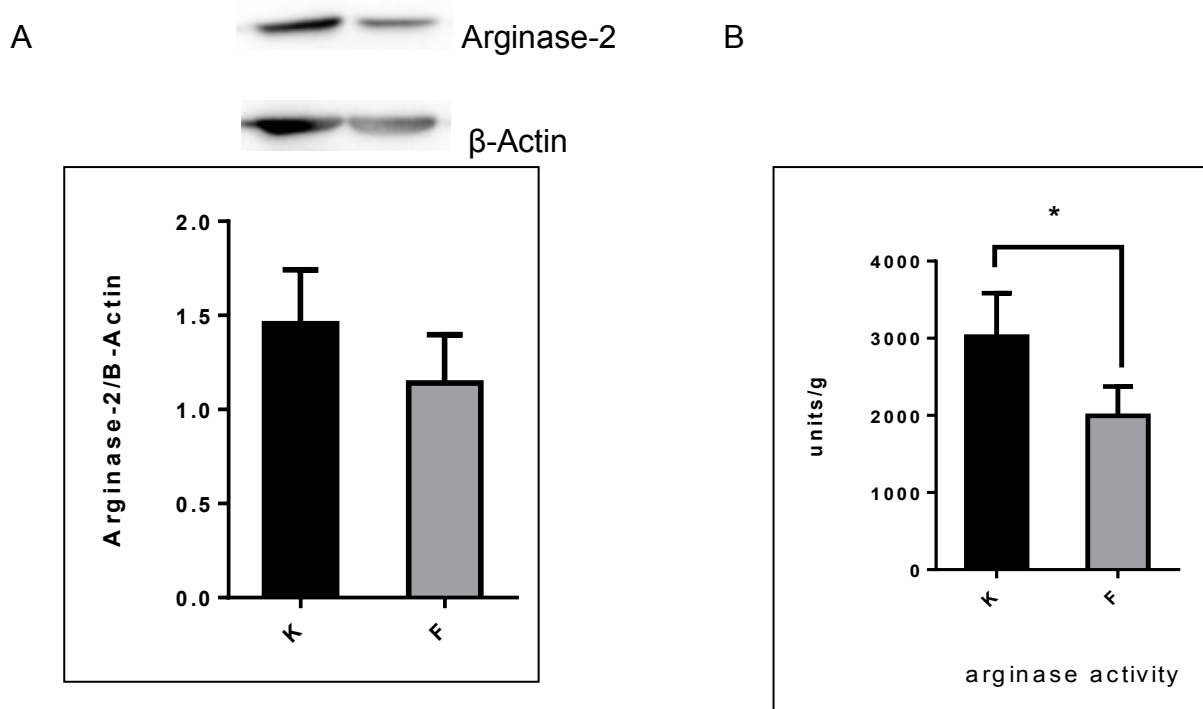 A
Arginase-2
β-Actin
Arginase-2/B-Actin
2.0
1.5
1.0
0.5
0.0
K
F
B
*
units/g
4000
3000
2000
1000
0
K
F
arginase activity